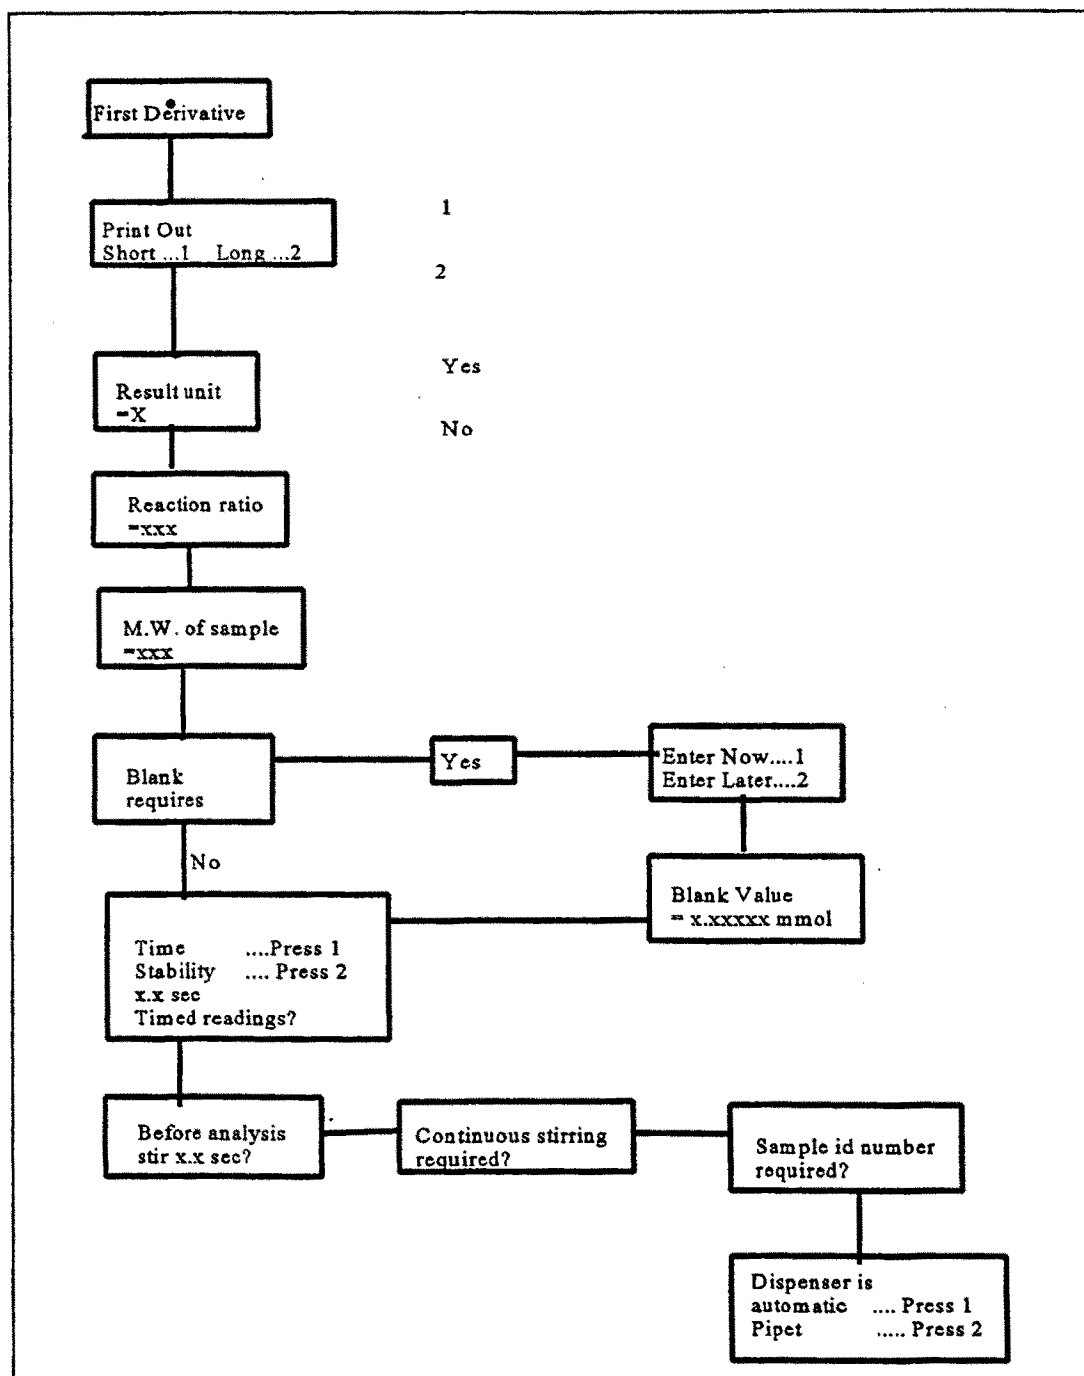 First Derivative
Print Out
Short ...1 Long ...2
1
2
Result unit
=X
Yes
No
Reaction ratio
=xxx
M.W. of sample
=xxx
Blank
requires
Yes
Enter Now....1
Enter Later....2
No
Blank Value
= x.xxxxx mmol
Time ....Press 1
Stability .... Press 2
x.x sec
Timed readings?
Before analysis
stir x.x sec?
Continuous stirring
required?
Sample id number
required?
Dispenser is
automatic .... Press 1
Pipet ..... Press 2